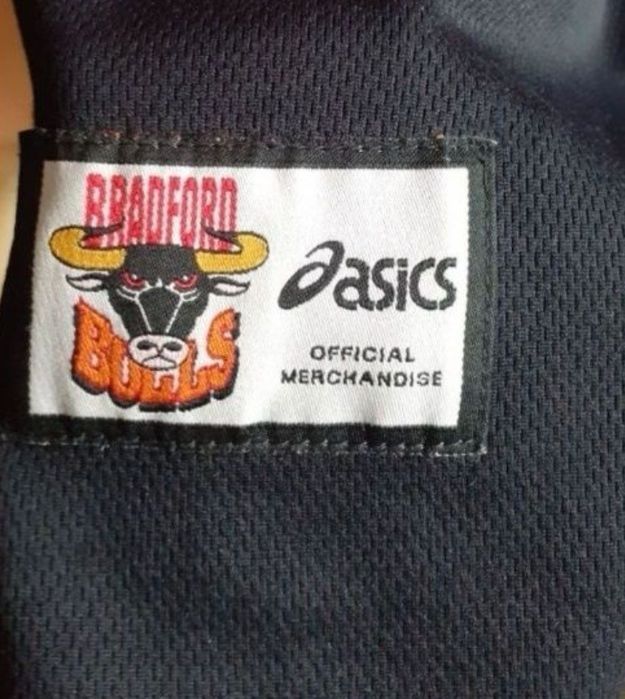 BRADFORD
BULLS
asics
OFFICIAL
MERCHANDISE